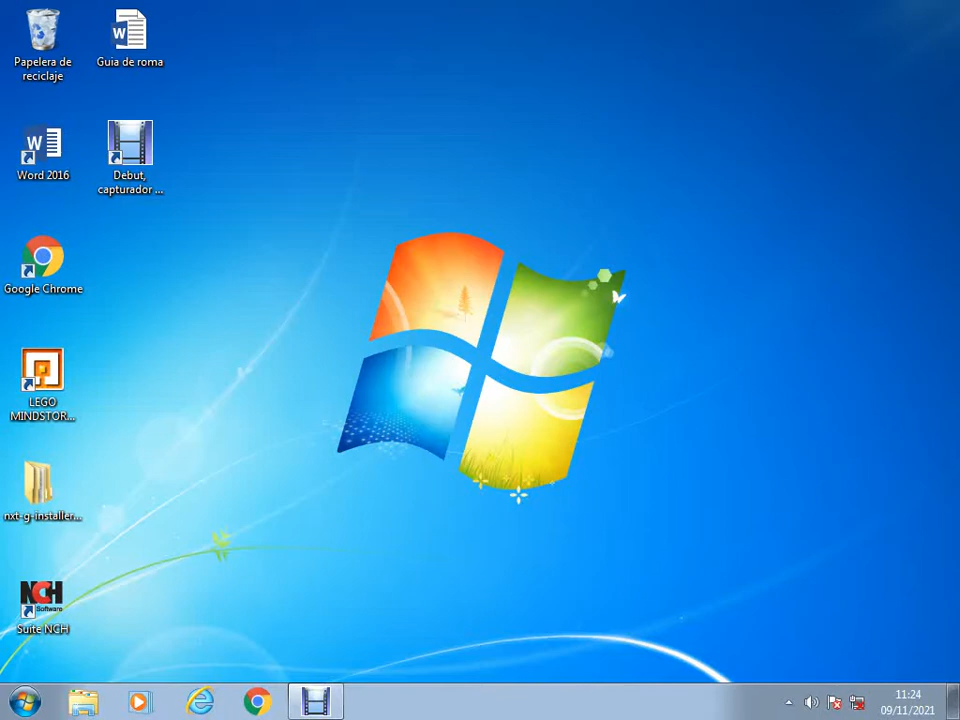 Papelera de
reciclaje
W
Guia de roma
W
Word 2016
Debut,
capturador ...
Google Chrome
LEGO
MINDSTOR...
nxt-g-installer...
NCH
Software
Suite NCH
11:24
09/11/2021